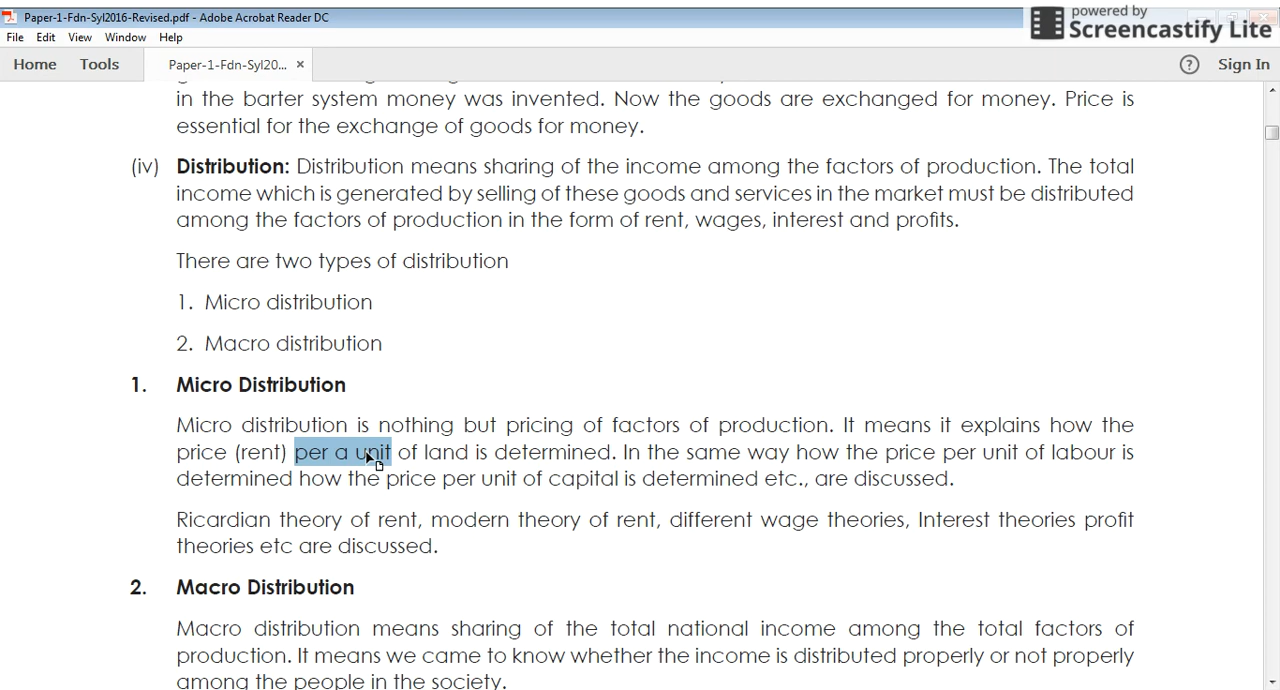 Paper-1-Fdn-Syl2016-Revised.pdf - Adobe Acrobat Reader DC
powered by
Screencastify Lite
File Edit View Window Help
Home Tools Paper-1-Fdn-Syl20... × ? Sign In
in the barter system money was invented. Now the goods are exchanged for money. Price is
essential for the exchange of goods for money.
(iv) Distribution: Distribution means sharing of the income among the factors of production. The total
income which is generated by selling of these goods and services in the market must be distributed
among the factors of production in the form of rent, wages, interest and profits.
There are two types of distribution
1. Micro distribution
2. Macro distribution
1. Micro Distribution
Micro distribution is nothing but pricing of factors of production. It means it explains how the
price (rent) per a unit of land is determined. In the same way how the price per unit of labour is
determined how the price per unit of capital is determined etc., are discussed.
Ricardian theory of rent, modern theory of rent, different wage theories, Interest theories profit
theories etc are discussed.
2. Macro Distribution
Macro distribution means sharing of the total national income among the total factors of
production. It means we came to know whether the income is distributed properly or not properly
among the people in the society.